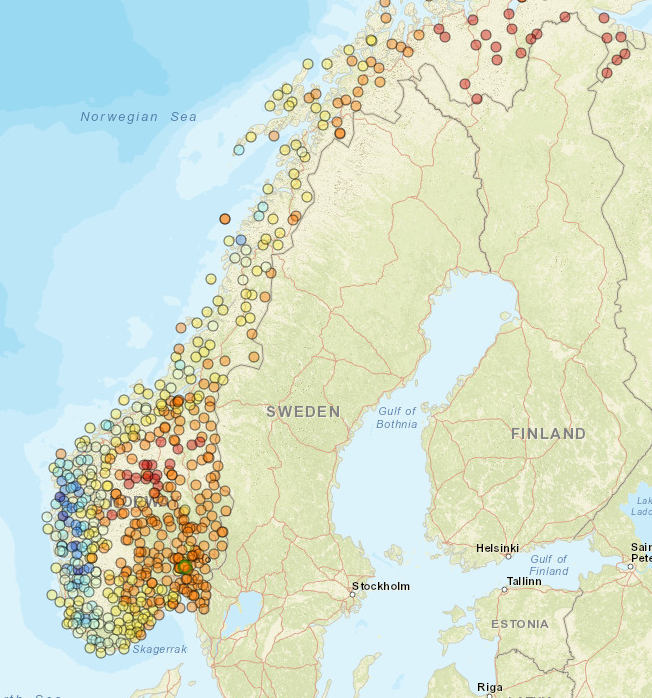 Norwegian Sea
SWEDEN
Gulf of
Bothnia
FINLAND
Helsinki
Gulf of
Finland
Tallinn
Stockholm
ESTONIA
Riga
Skagerrak